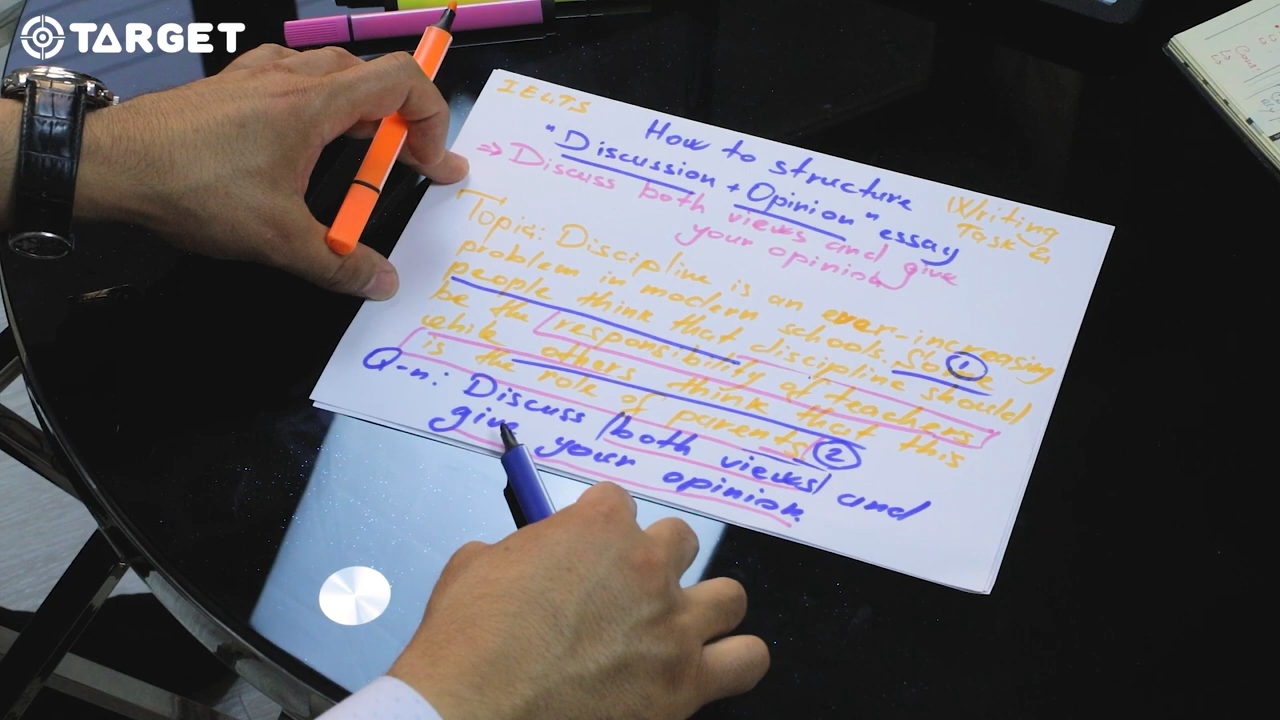 TARGET
IELTS
How to structure
"Discussion + Opinion" essay
Writing
Task 2
⇒ Discuss both views and give
your opinion
Topic: Discipline is an ever-increasing
problem in modern schools. Some
people think that discipline should
be the responsibility of teachers
while others think that this
is the role of parents.
1
2
Q-n: Discuss both views and
give your opinion